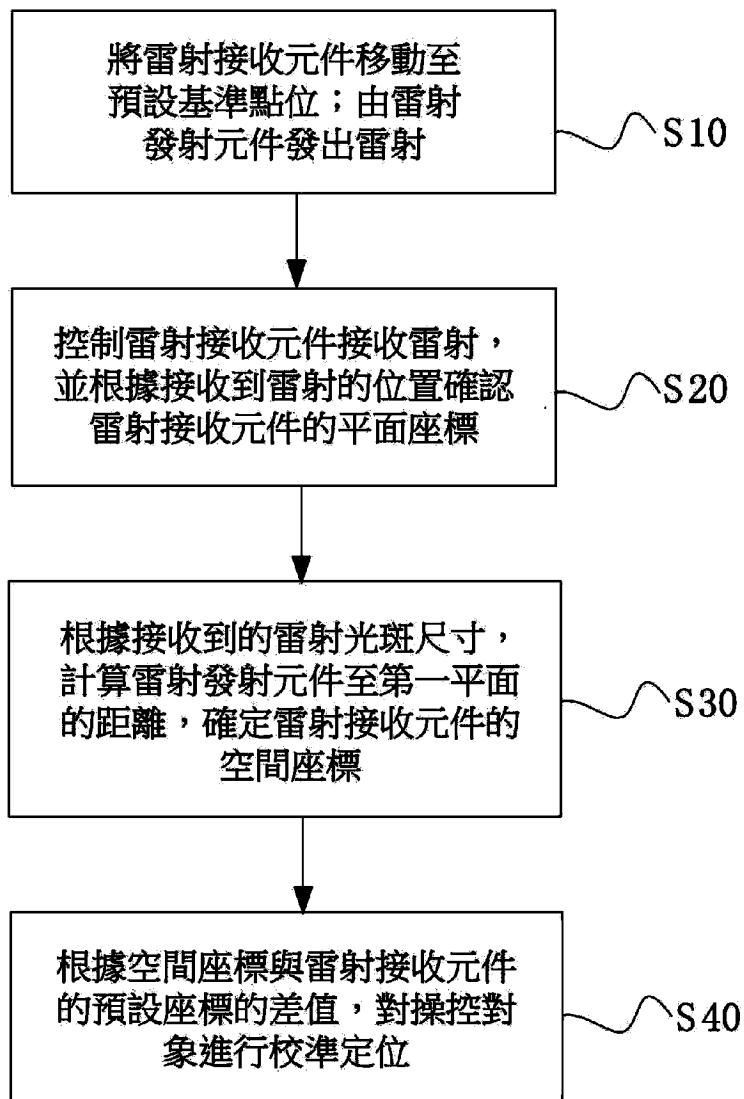 將雷射接收元件移動至
預設基準點位；由雷射
發射元件發出雷射
S10
控制雷射接收元件接收雷射，
並根據接收到雷射的位置確認
雷射接收元件的平面座標
S20
根據接收到的雷射光斑尺寸，
計算雷射發射元件至第一平面
的距離，確定雷射接收元件的
空間座標
S30
根據空間座標與雷射接收元件
的預設座標的差值，對操控對
象進行校準定位
S40